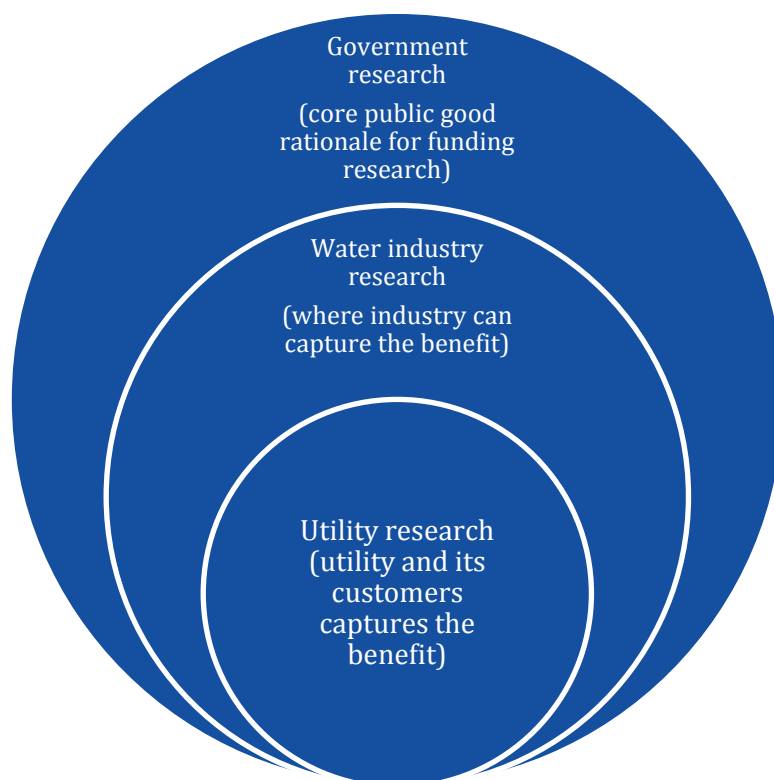 Government
research
(core public good
rationale for funding
research)
Water industry
research
(where industry can
capture the benefit)
Utility research
(utility and its
customers
captures the
benefit)